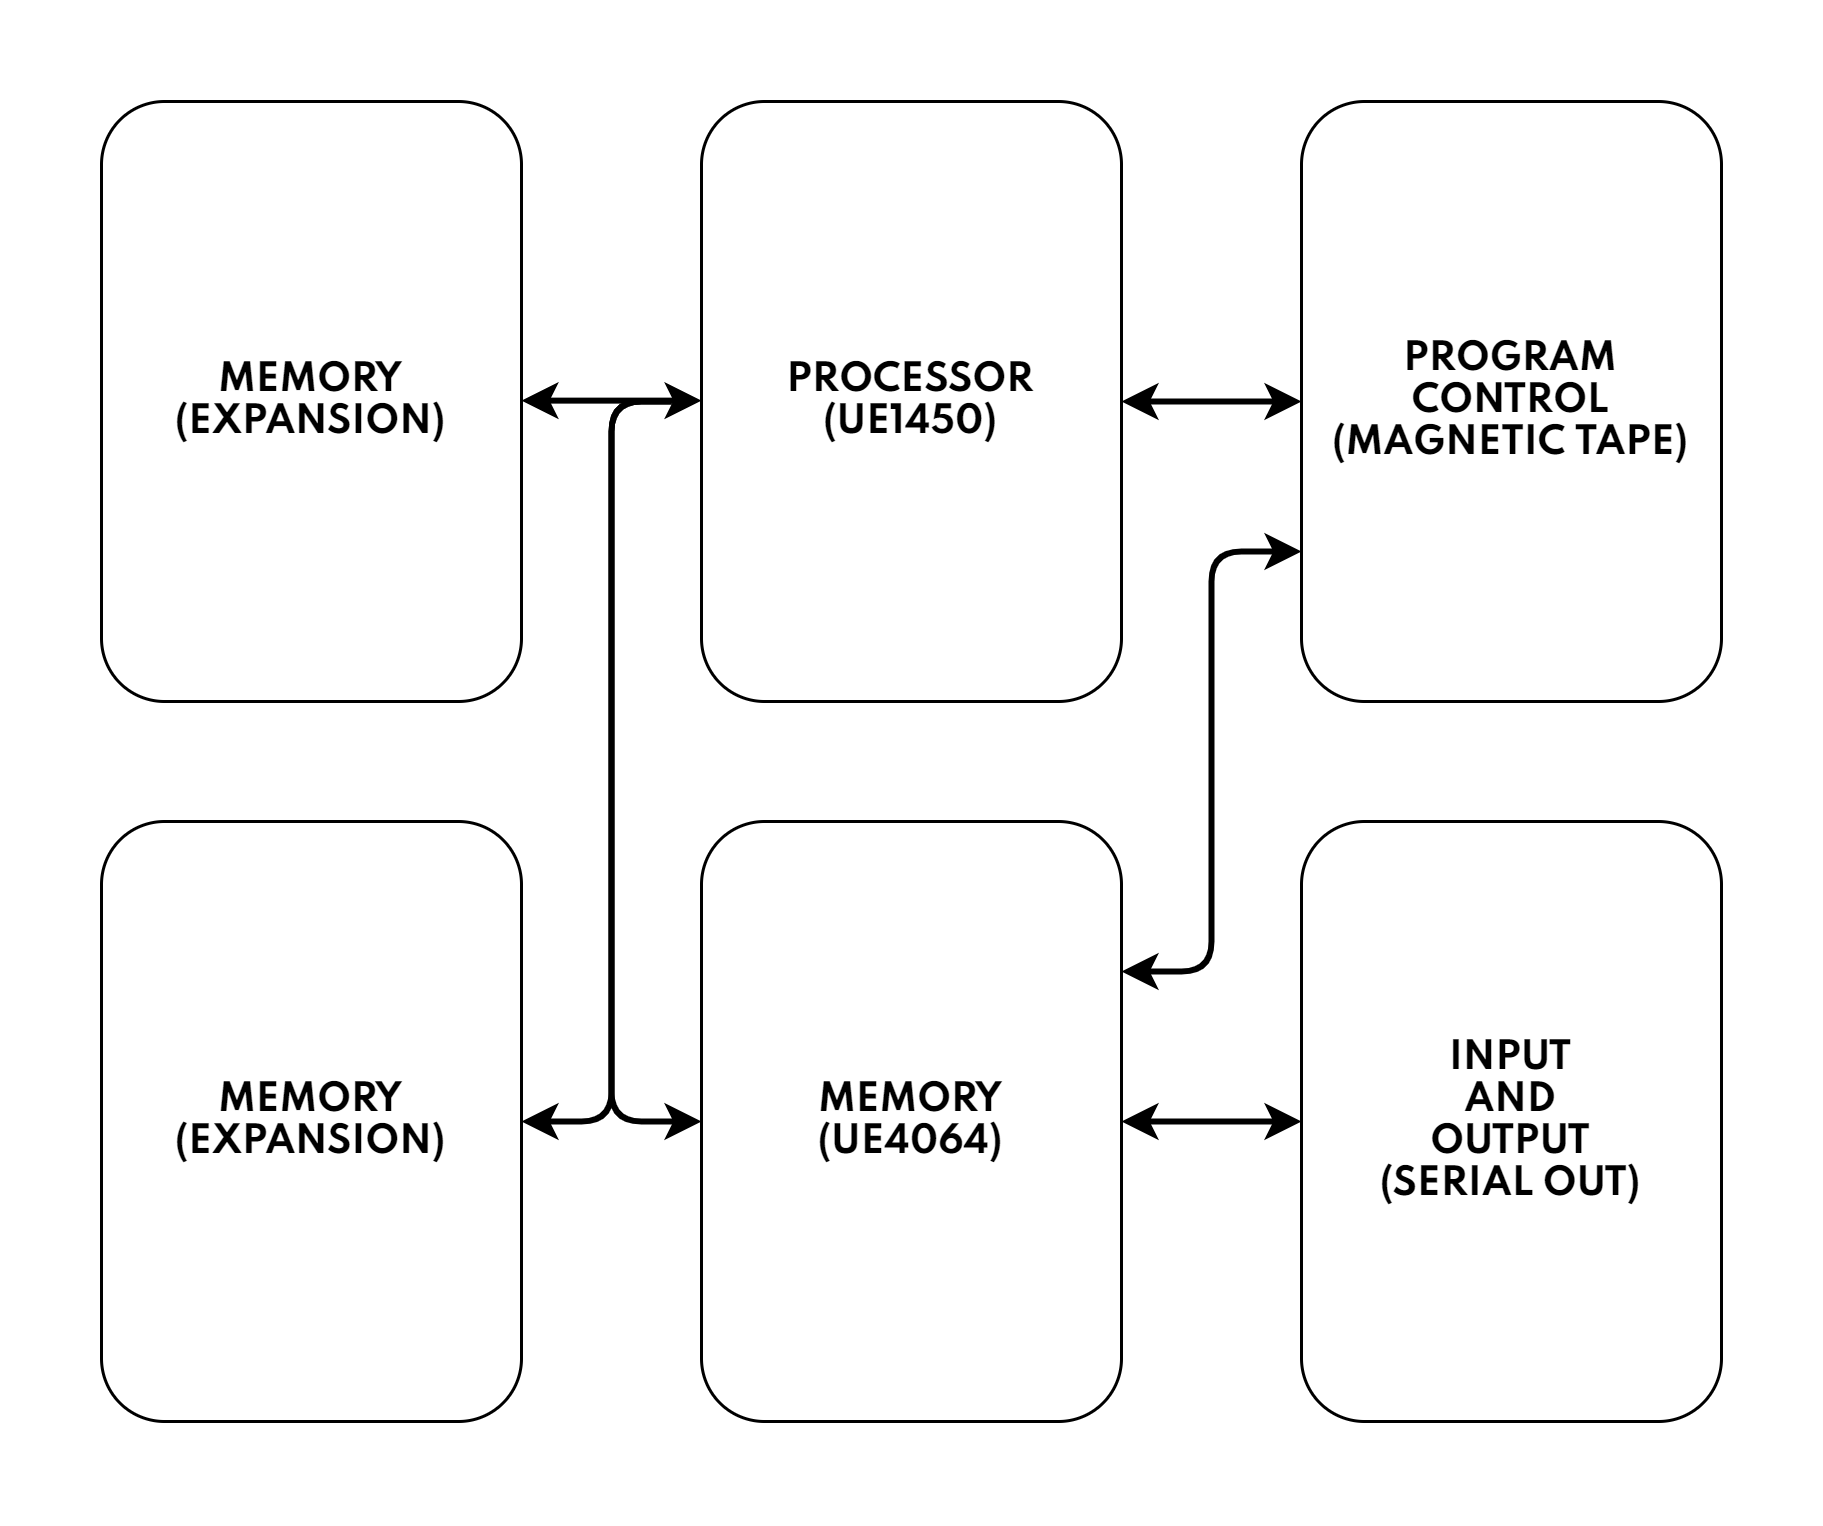 MEMORY
(EXPANSION)
PROCESSOR
(UE1450)
PROGRAM
CONTROL
(MAGNETIC TAPE)
MEMORY
(EXPANSION)
MEMORY
(UE4064)
INPUT
AND
OUTPUT
(SERIAL OUT)